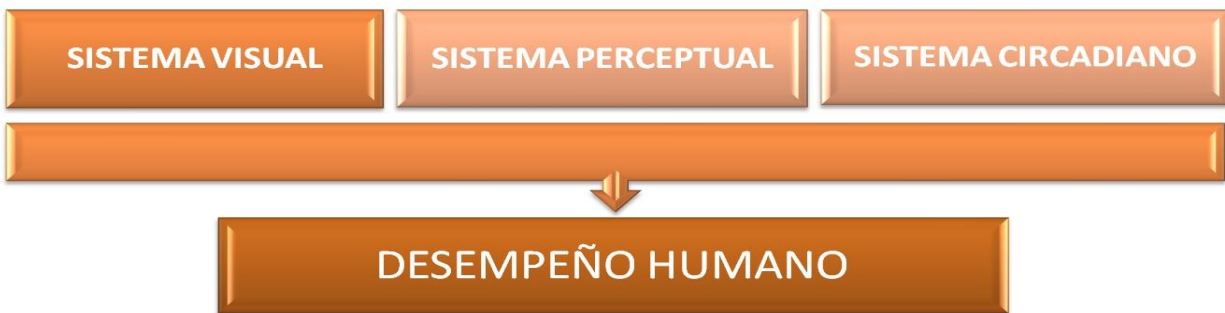 SISTEMA VISUAL
SISTEMA PERCEPTUAL
SISTEMA CIRCADIANO
DESEMPEÑO HUMANO